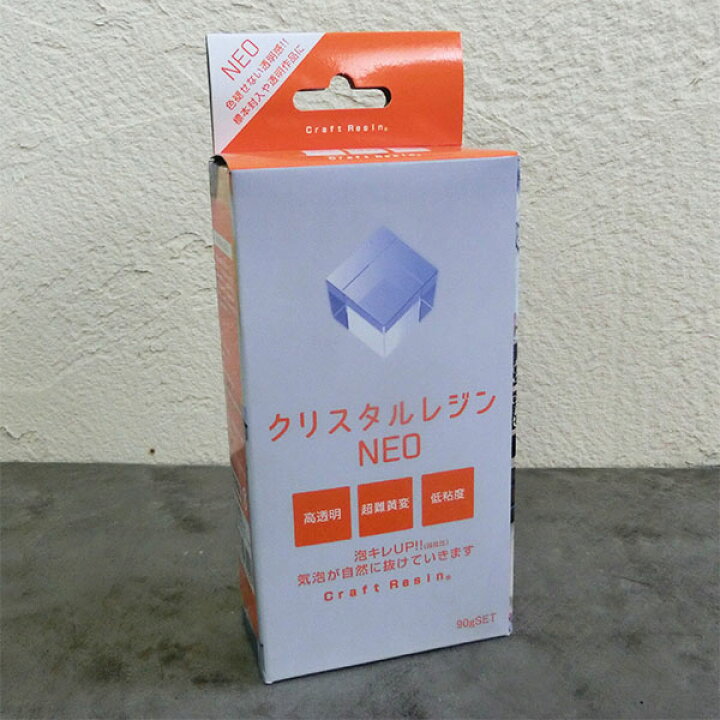 NEO
色褪せない透明感!!
標本封入や透明作品に
Craft Resin®
クリスタルレジン
NEO
高透明
超難黄変
低粘度
泡キレUP!!
気泡が自然に抜けていきます
Craft Resin®
90gSET